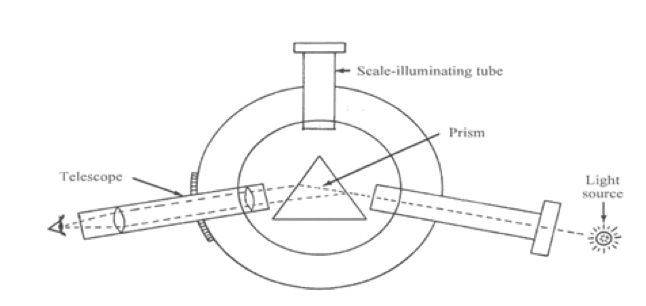 Scale-illuminating tube
Prism
Telescope
Light
source